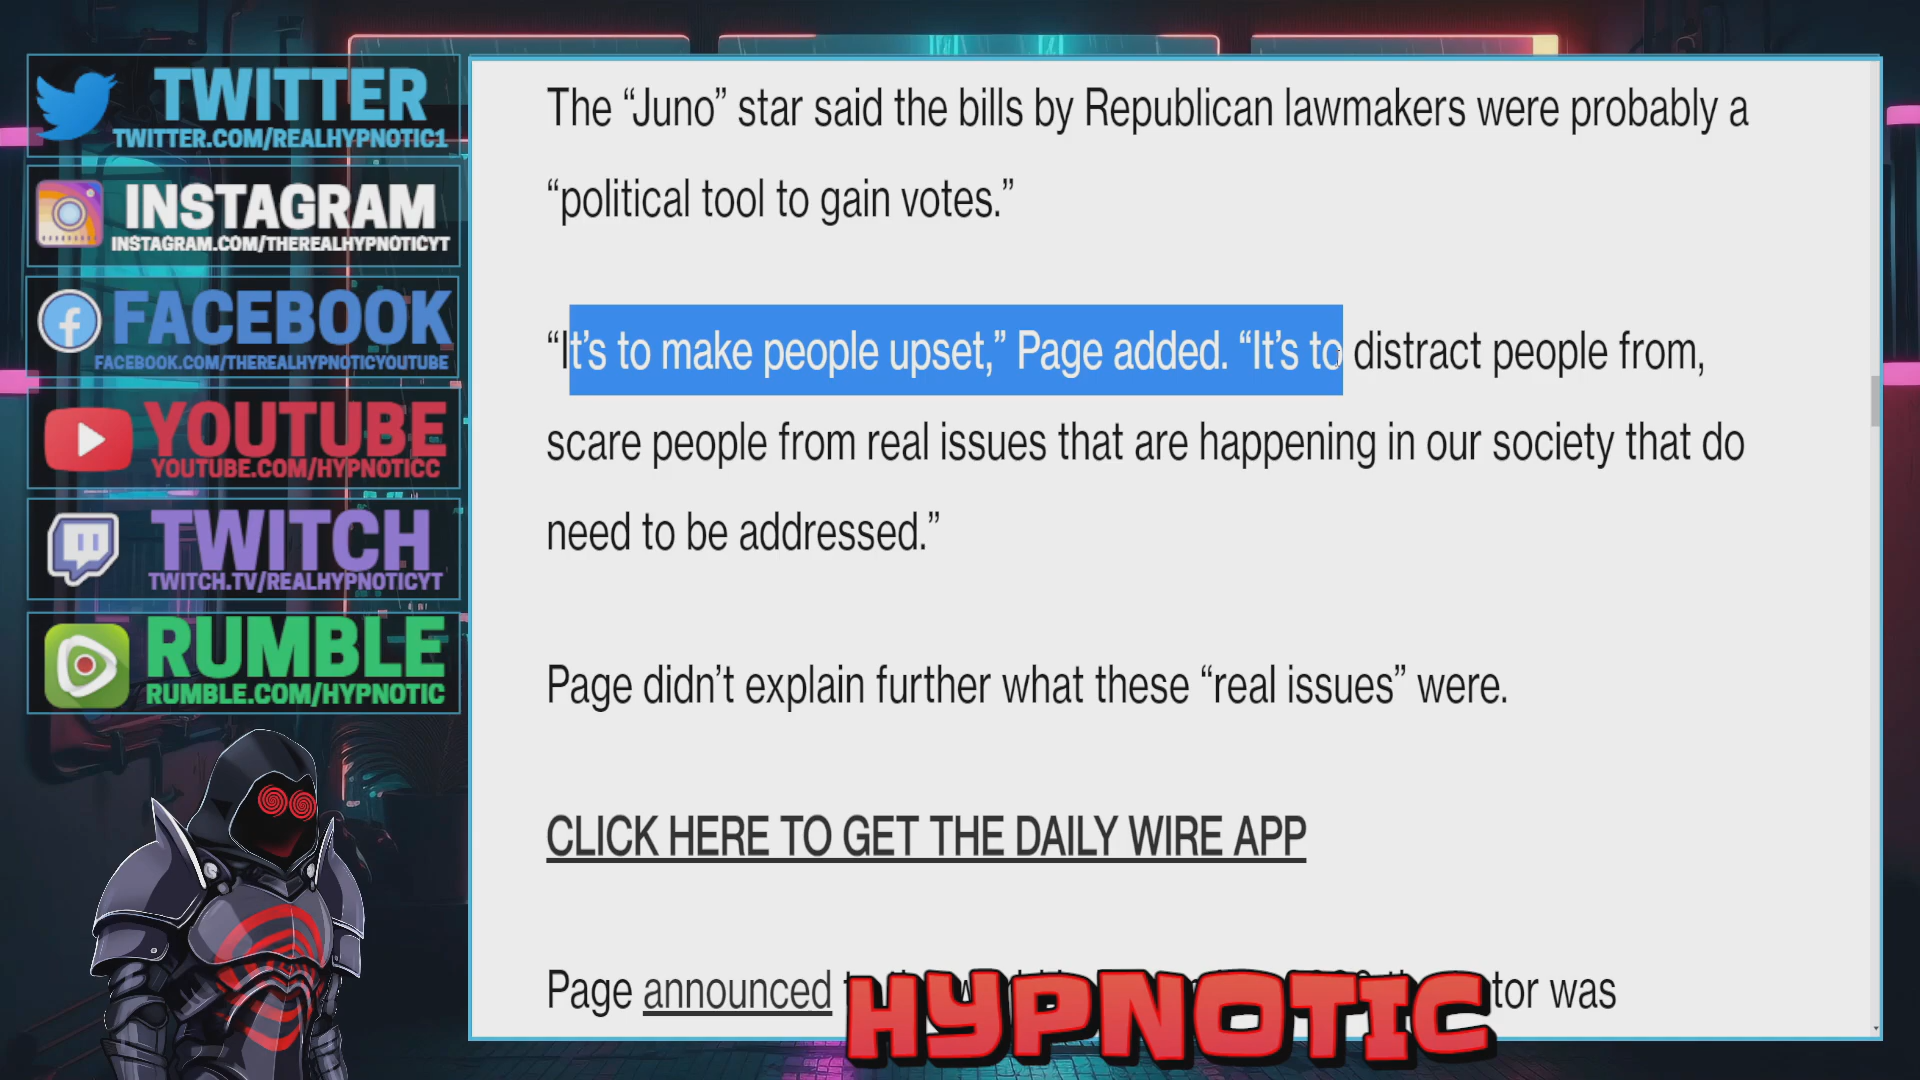 TWITTER
TWITTER.COM/REALHYPNOTIC1
INSTAGRAM
INSTAGRAM.COM/THEREALHYPNOTICYT
FACEBOOK
FACEBOOK.COM/THEREALHYPNOTICYOUTUBE
YOUTUBE
YOUTUBE.COM/HYPNOTICC
TWITCH
TWITCH.TV/REALHYPNOTICYT
RUMBLE
RUMBLE.COM/HYPNOTIC
The “Juno” star said the bills by Republican lawmakers were probably a
“political tool to gain votes.”
“It’s to make people upset,” Page added. “It’s to distract people from,
scare people from real issues that are happening in our society that do
need to be addressed.”
Page didn’t explain further what these “real issues” were.
CLICK HERE TO GET THE DAILY WIRE APP
Page announced was
HYPNOTIC